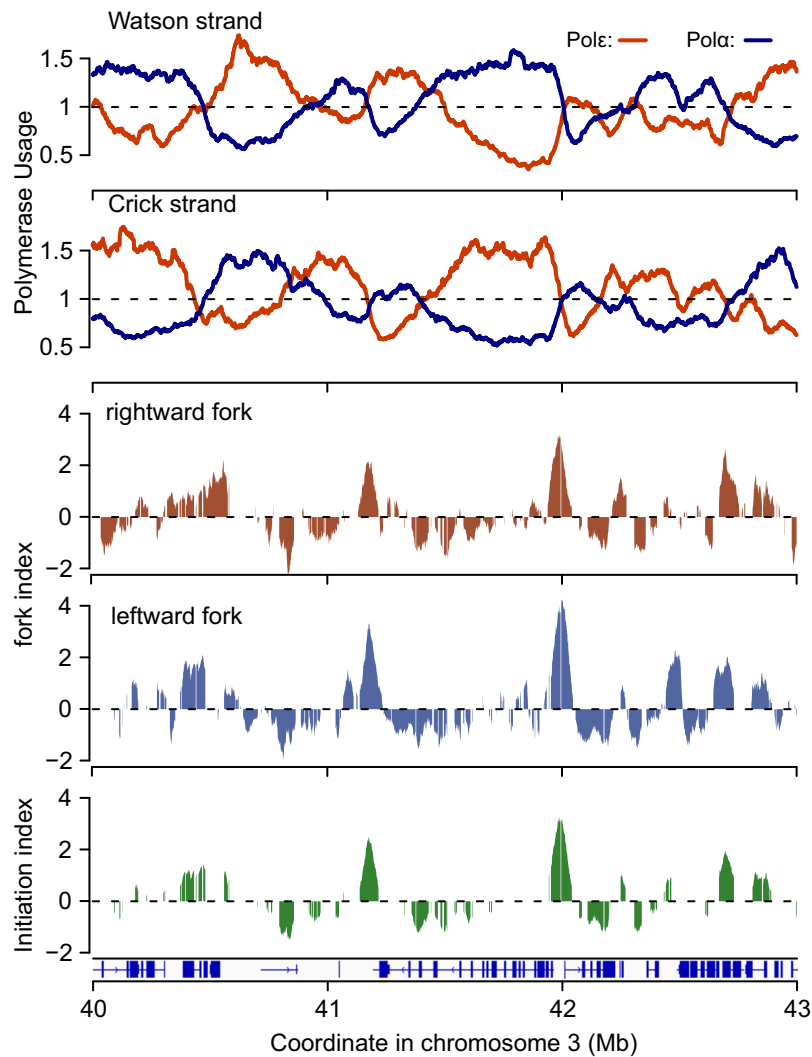 Watson strand
Polε:
Polα:
1.5
1
0.5
Crick strand
1.5
1
0.5
Polymerase Usage
rightward fork
4
2
0
−2
leftward fork
4
2
0
−2
fork index
4
2
0
−2
Initiation index
40
41
42
43
Coordinate in chromosome 3 (Mb)